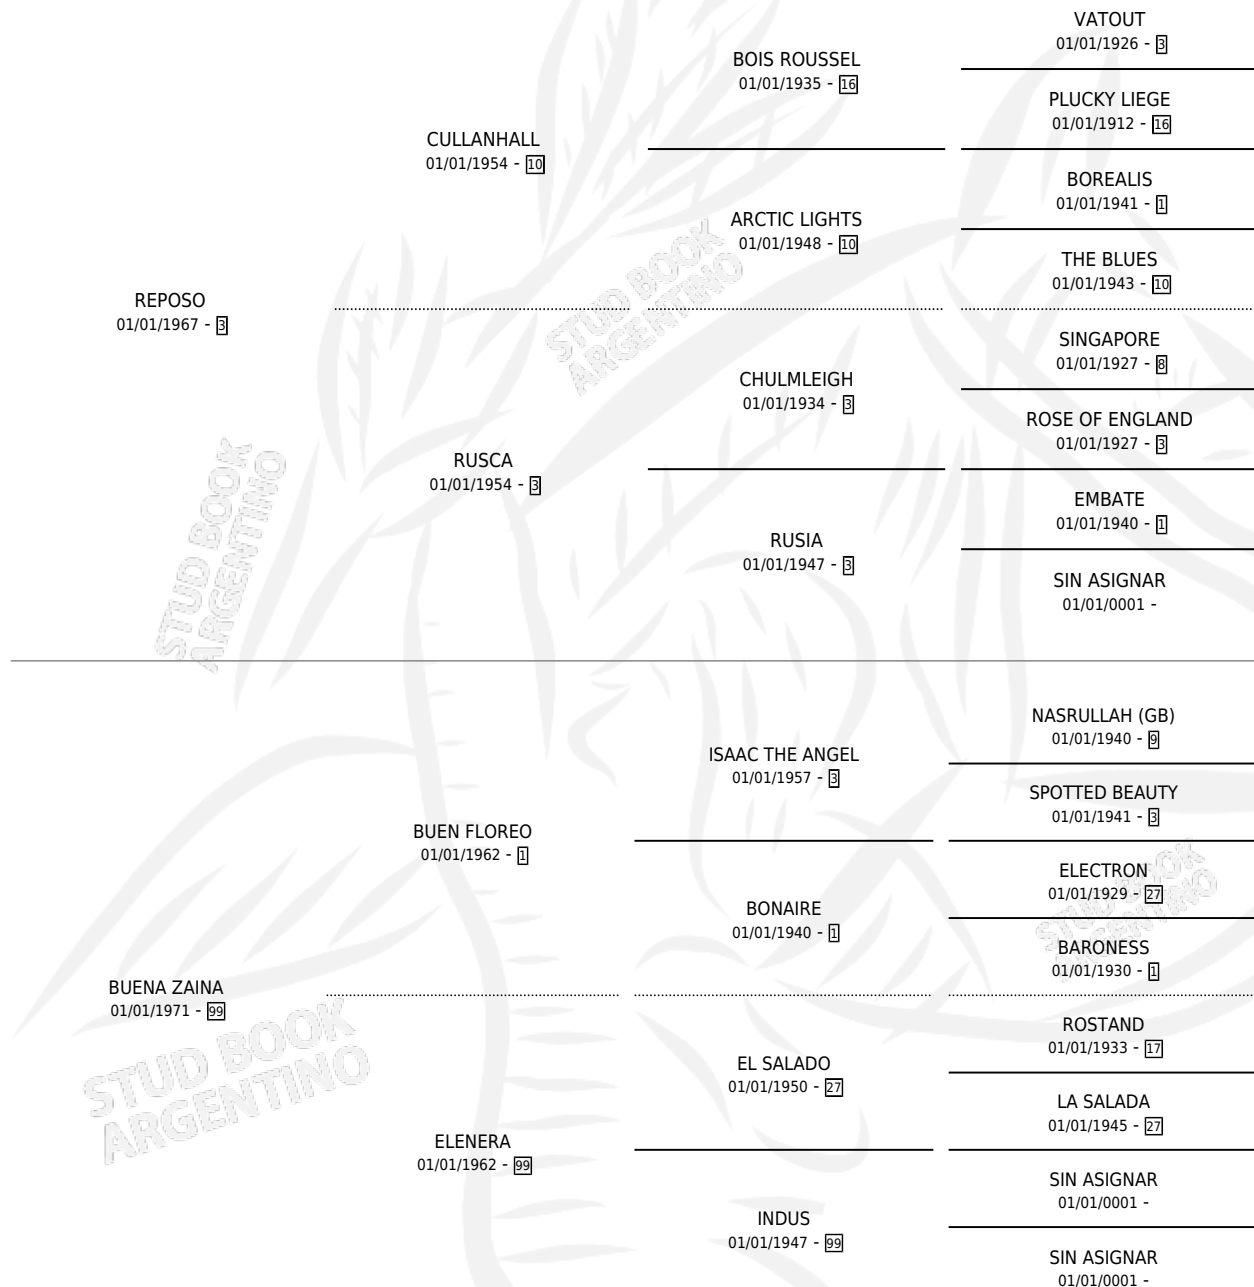 VATOUT
01/01/1926 - 3
BOIS ROUSSEL
01/01/1935 - 16
PLUCKY LIEGE
01/01/1912 - 16
CULLANHALL
01/01/1954 - 10
BOREALIS
01/01/1941 - 1
ARCTIC LIGHTS
01/01/1948 - 10
THE BLUES
01/01/1943 - 10
REPOSO
01/01/1967 - 3
SINGAPORE
01/01/1927 - 8
CHULMLEIGH
01/01/1934 - 3
ROSE OF ENGLAND
01/01/1927 - 3
RUSCA
01/01/1954 - 3
EMBATE
01/01/1940 - 1
RUSIA
01/01/1947 - 3
SIN ASIGNAR
01/01/0001 -
NASRULLAH (GB)
01/01/1940 - 9
ISAAC THE ANGEL
01/01/1957 - 3
SPOTTED BEAUTY
01/01/1941 - 3
BUEN FLOREO
01/01/1962 - 1
ELECTRON
01/01/1929 - 27
BONAIRE
01/01/1940 - 1
BARONESS
01/01/1930 - 1
BUENA ZAINA
01/01/1971 - 99
ROSTAND
01/01/1933 - 17
EL SALADO
01/01/1950 - 27
LA SALADA
01/01/1945 - 27
ELENERA
01/01/1962 - 99
SIN ASIGNAR
01/01/0001 -
INDUS
01/01/1947 - 99
SIN ASIGNAR
01/01/0001 -
STUD BOOK
ARGENTINO
STUD BOOK
ARGENTINO
STUD BOOK
ARGENTINO
STUD BOOK
ARGENTINO